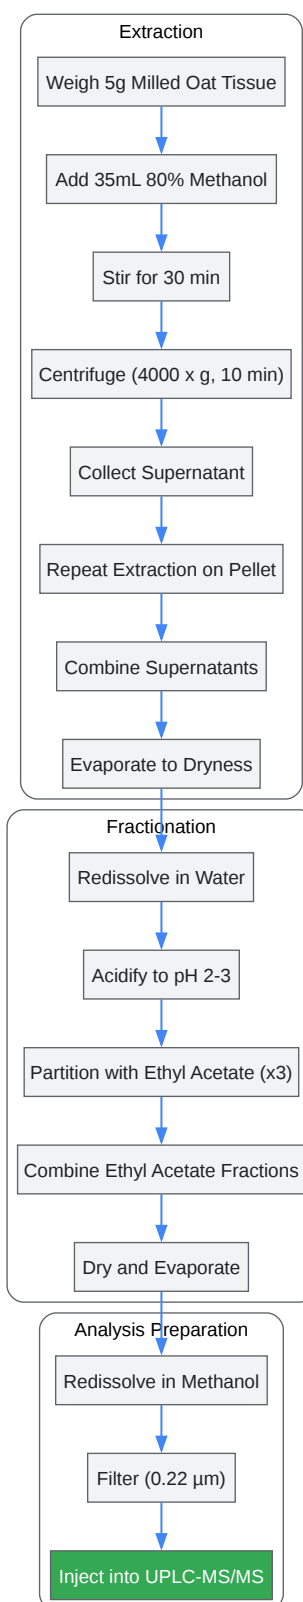 Extraction
Weigh 5g Milled Oat Tissue
Add 35mL 80% Methanol
Stir for 30 min
Centrifuge (4000 x g, 10 min)
Collect Supernatant
Repeat Extraction on Pellet
Combine Supernatants
Evaporate to Dryness
Fractionation
Redissolve in Water
Acidify to pH 2-3
Partition with Ethyl Acetate (x3)
Combine Ethyl Acetate Fractions
Dry and Evaporate
Analysis Preparation
Redissolve in Methanol
Filter (0.22 µm)
Inject into UPLC-MS/MS